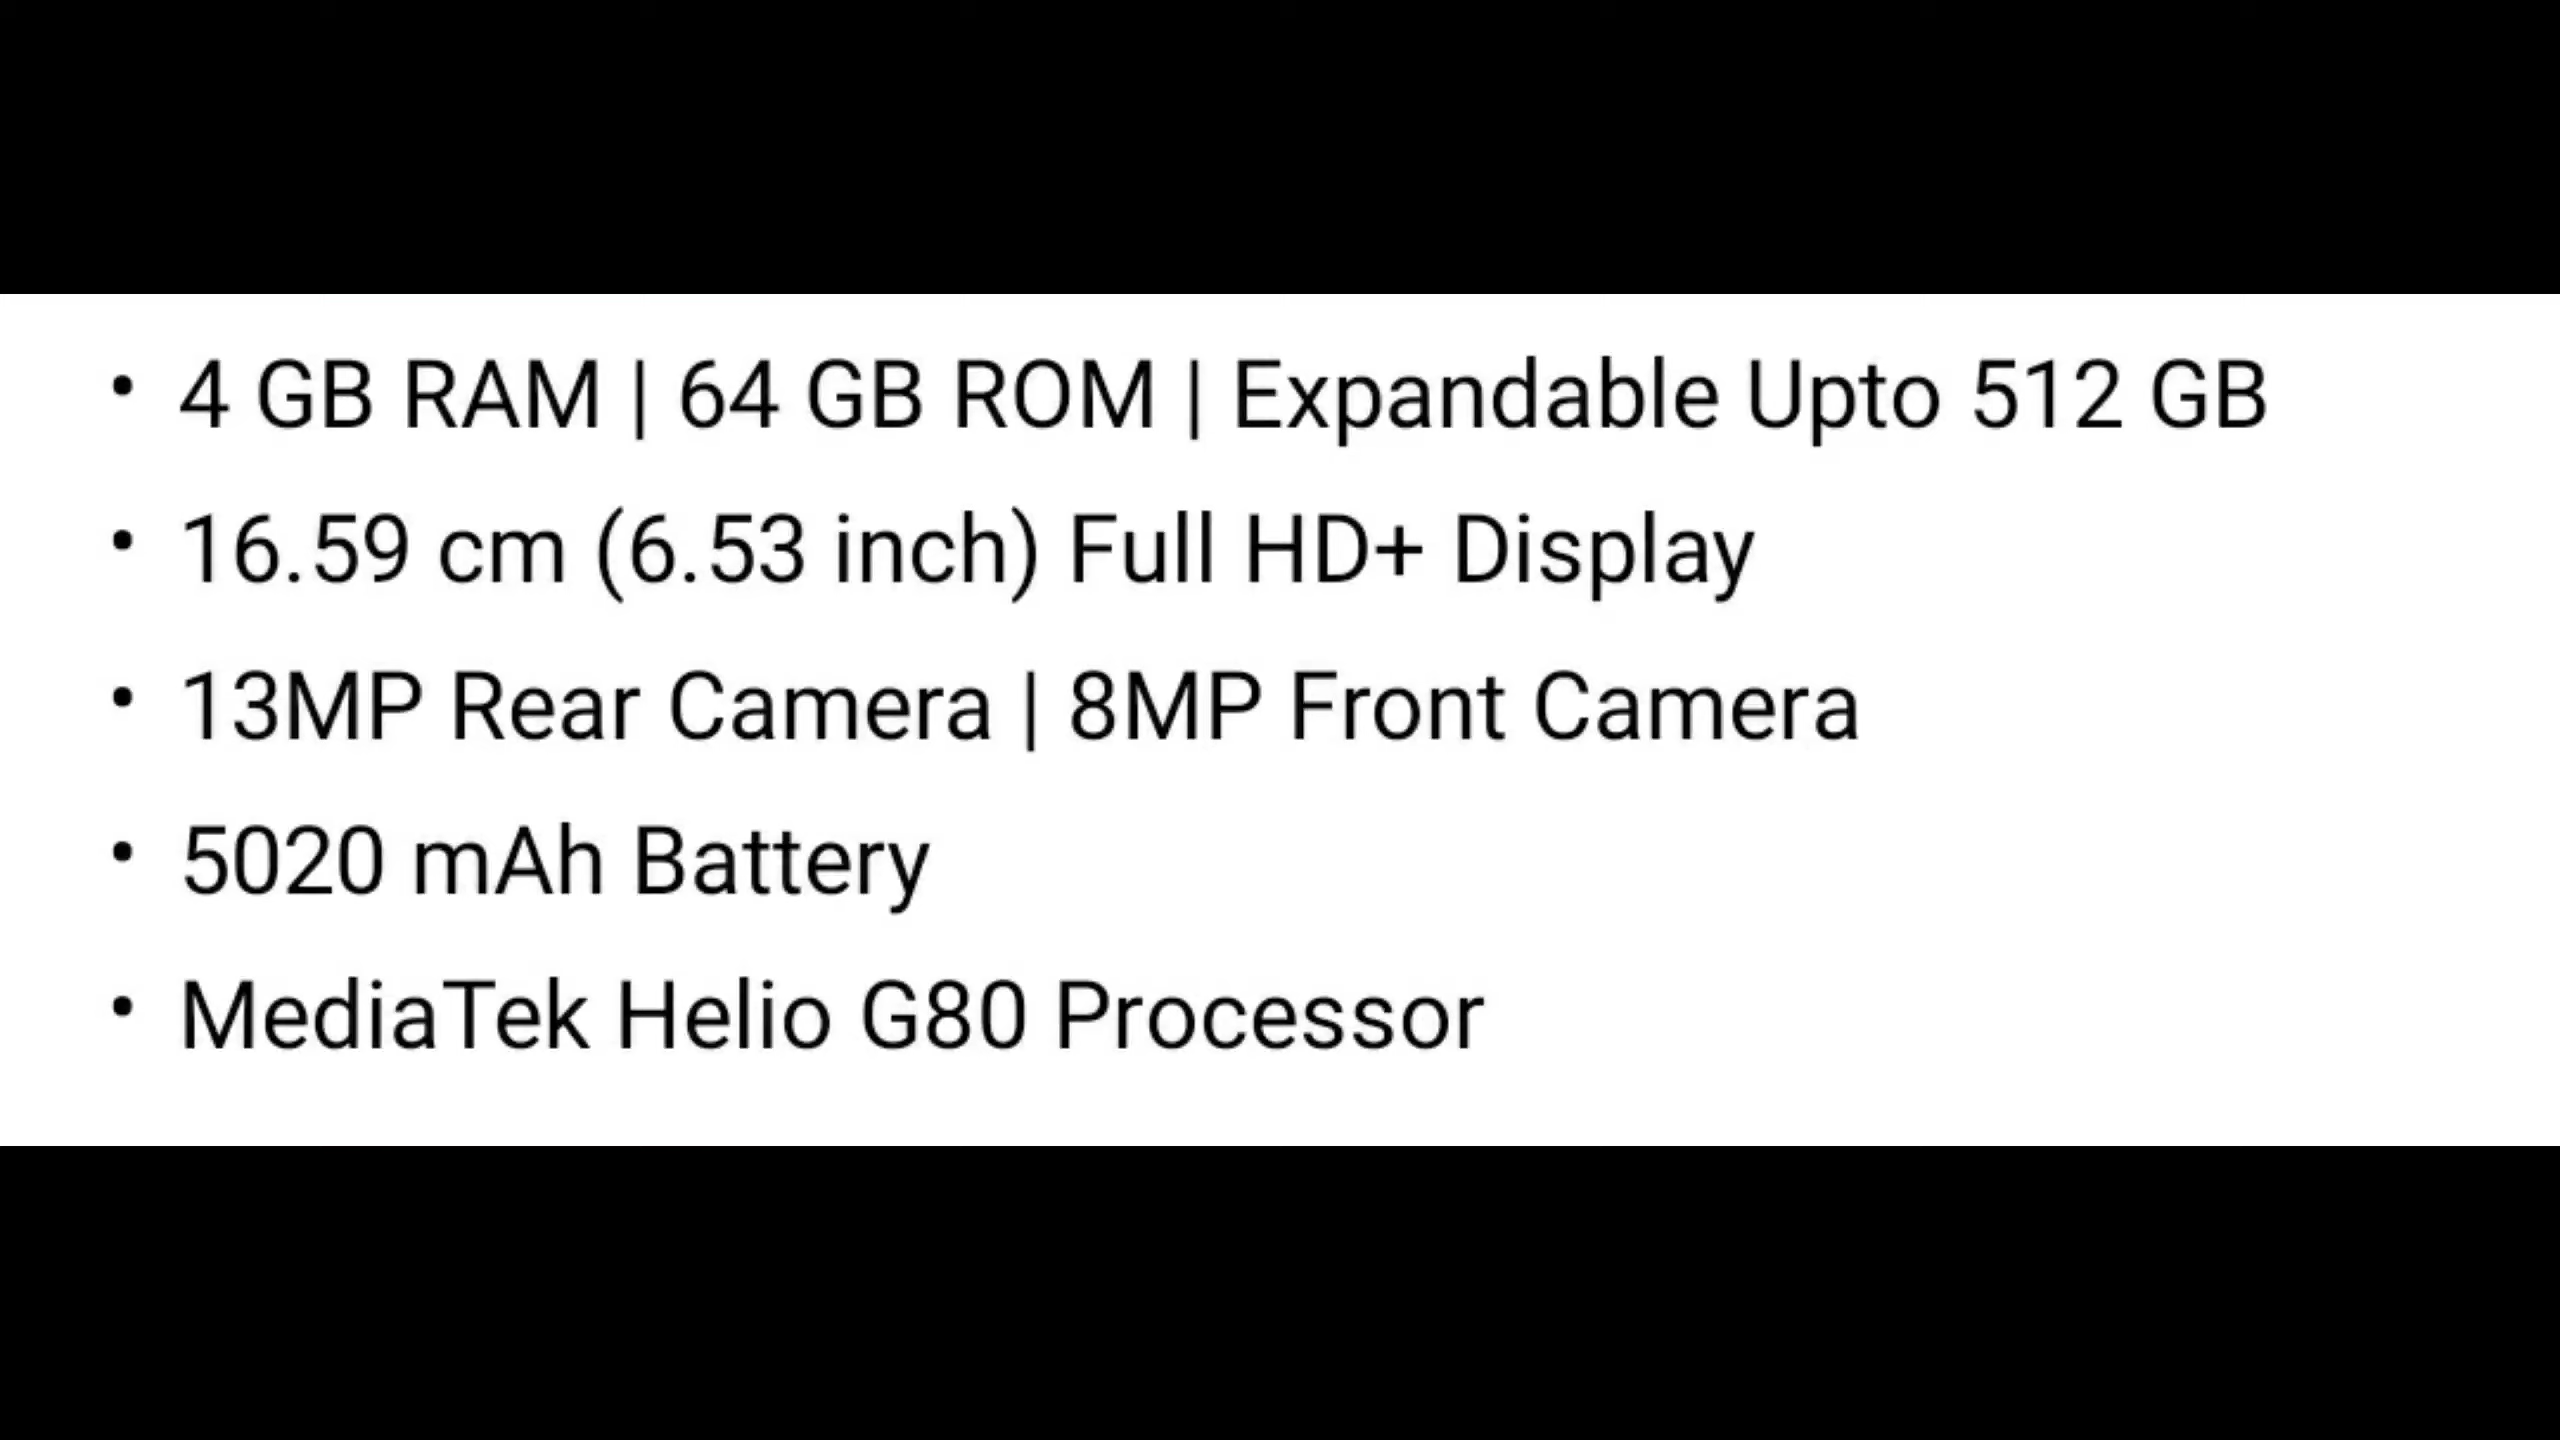 • 4 GB RAM | 64 GB ROM | Expandable Upto 512 GB
• 16.59 cm (6.53 inch) Full HD+ Display
• 13MP Rear Camera | 8MP Front Camera
• 5020 mAh Battery
• MediaTek Helio G80 Processor